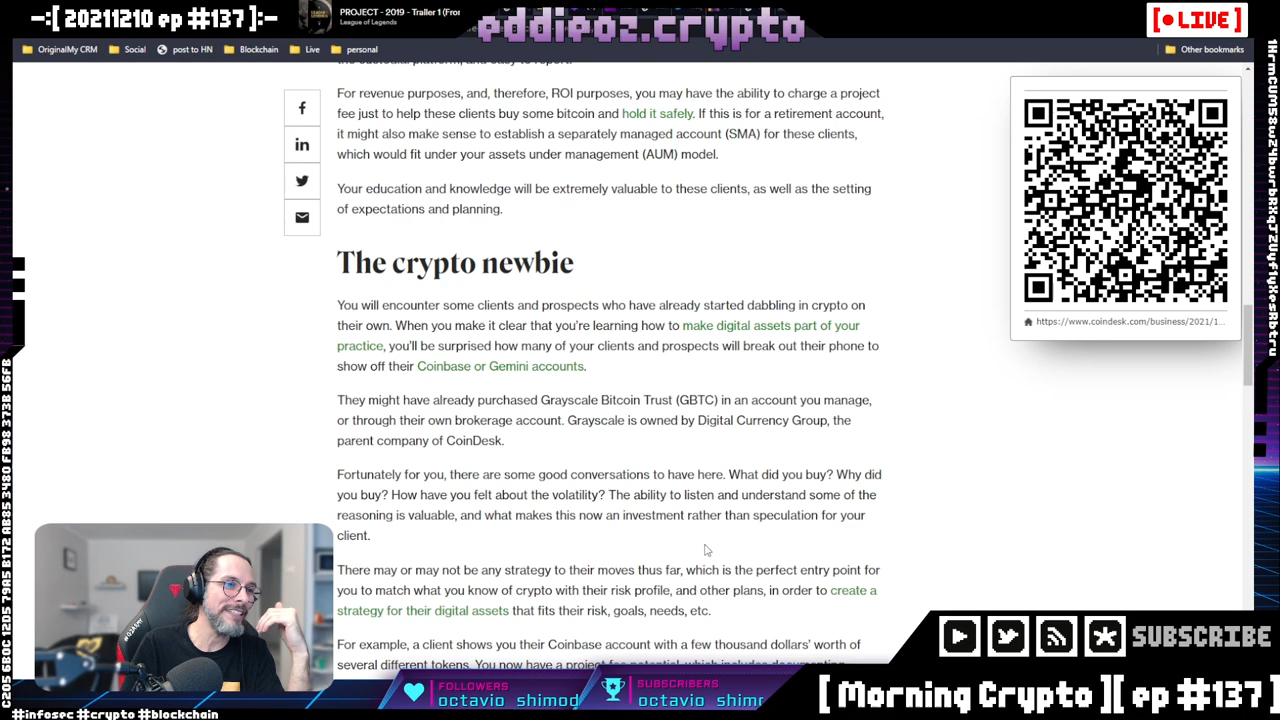 -:[ 20211210 ep #137 ]:-
PROJECT - 2019 - Trailer 1 (Fro
League of Legends
eddieoz.crypto
[ LIVE ]
OriginalMy CRM
Social
post to HN
Blockchain
Live
personal
Other bookmarks
For revenue purposes, and, therefore, ROI purposes, you may have the ability to charge a project
fee just to help these clients buy some bitcoin and hold it safely. If this is for a retirement account,
it might also make sense to establish a separately managed account (SMA) for these clients,
which would fit under your assets under management (AUM) model.
Your education and knowledge will be extremely valuable to these clients, as well as the setting
of expectations and planning.
The crypto newbie
You will encounter some clients and prospects who have already started dabbling in crypto on
their own. When you make it clear that you're learning how to make digital assets part of your
practice, you'll be surprised how many of your clients and prospects will break out their phone to
show off their Coinbase or Gemini accounts.
They might have already purchased Grayscale Bitcoin Trust (GBTC) in an account you manage,
or through their own brokerage account. Grayscale is owned by Digital Currency Group, the
parent company of CoinDesk.
Fortunately for you, there are some good conversations to have here. What did you buy? Why did
you buy? How have you felt about the volatility? The ability to listen and understand some of the
reasoning is valuable, and what makes this now an investment rather than speculation for your
client.
There may or may not be any strategy to their moves thus far, which is the perfect entry point for
you to match what you know of crypto with their risk profile, and other plans, in order to create a
strategy for their digital assets that fits their risk, goals, needs, etc.
For example, a client shows you their Coinbase account with a few thousand dollars' worth of
several different tokens. You now have a project fee potential, which includes documenting
https://www.coindesk.com/business/2021/1...
SUBSCRIBE
FOLLOWERS
octavio_shimod
SUBSCRIBERS
octavio_shim
[ Morning Crypto ][ ep #137 ]
#infosec #crypto #blockchain